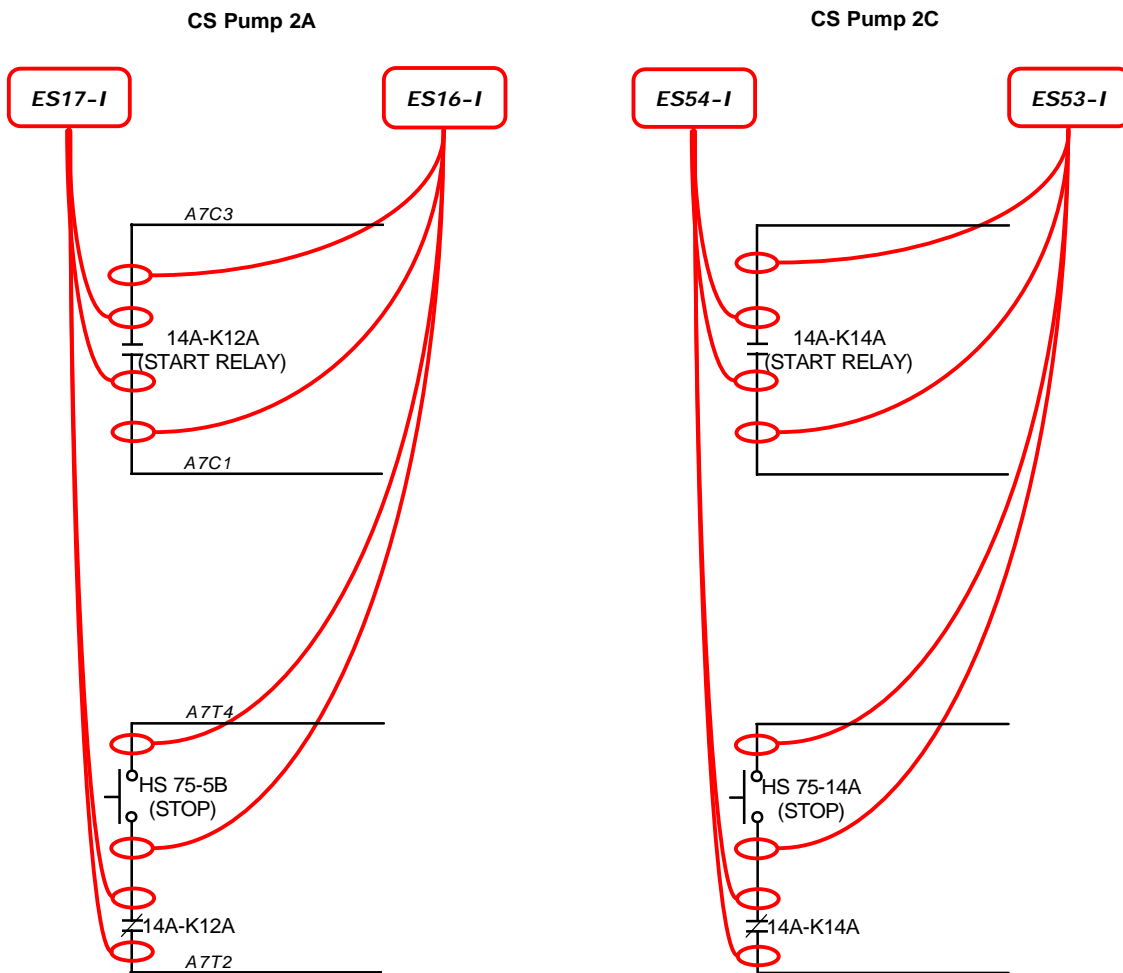 CS Pump 2A
CS Pump 2C
ES17-I
ES16-I
ES54-I
ES53-I
A7C3
14A-K12A
(START RELAY)
14A-K14A
(START RELAY)
A7C1
A7T4
HS 75-5B
(STOP)
HS 75-14A
(STOP)
14A-K12A
14A-K14A
A7T2